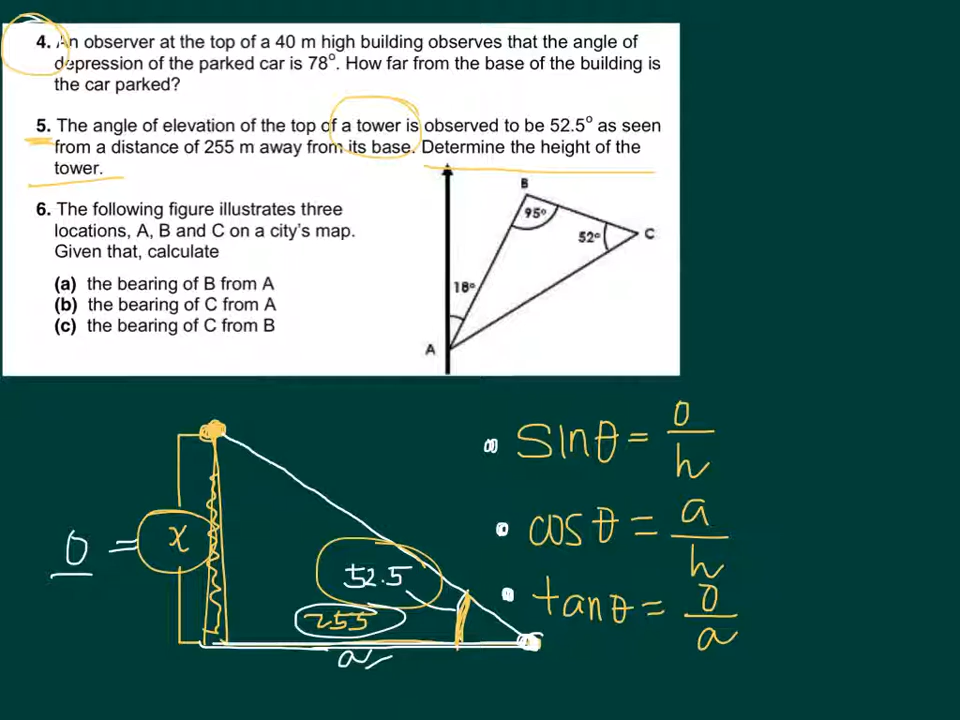 4. An observer at the top of a 40 m high building observes that the angle of
depression of the parked car is 78°. How far from the base of the building is
the car parked?
5. The angle of elevation of the top of a tower is observed to be 52.5° as seen
from a distance of 255 m away from its base. Determine the height of the
tower.
6. The following figure illustrates three
locations, A, B and C on a city's map.
Given that, calculate
(a) the bearing of B from A
(b) the bearing of C from A
(c) the bearing of C from B
B
95°
C
52°
18°
A
sinθ = o/h
cosθ = a/h
tanθ = o/a
o = x
52.5
255
a